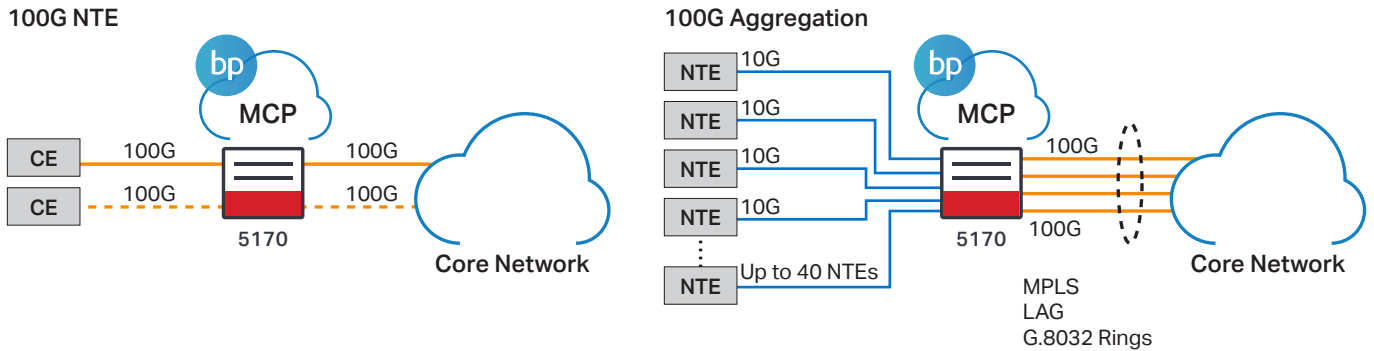 100G NTE
bp
MCP
CE
100G
100G
CE
100G
100G
5170
Core Network
100G Aggregation
NTE
10G
NTE
10G
NTE
10G
NTE
10G
NTE
Up to 40 NTEs
bp
MCP
5170
100G
100G
Core Network
MPLS
LAG
G.8032 Rings